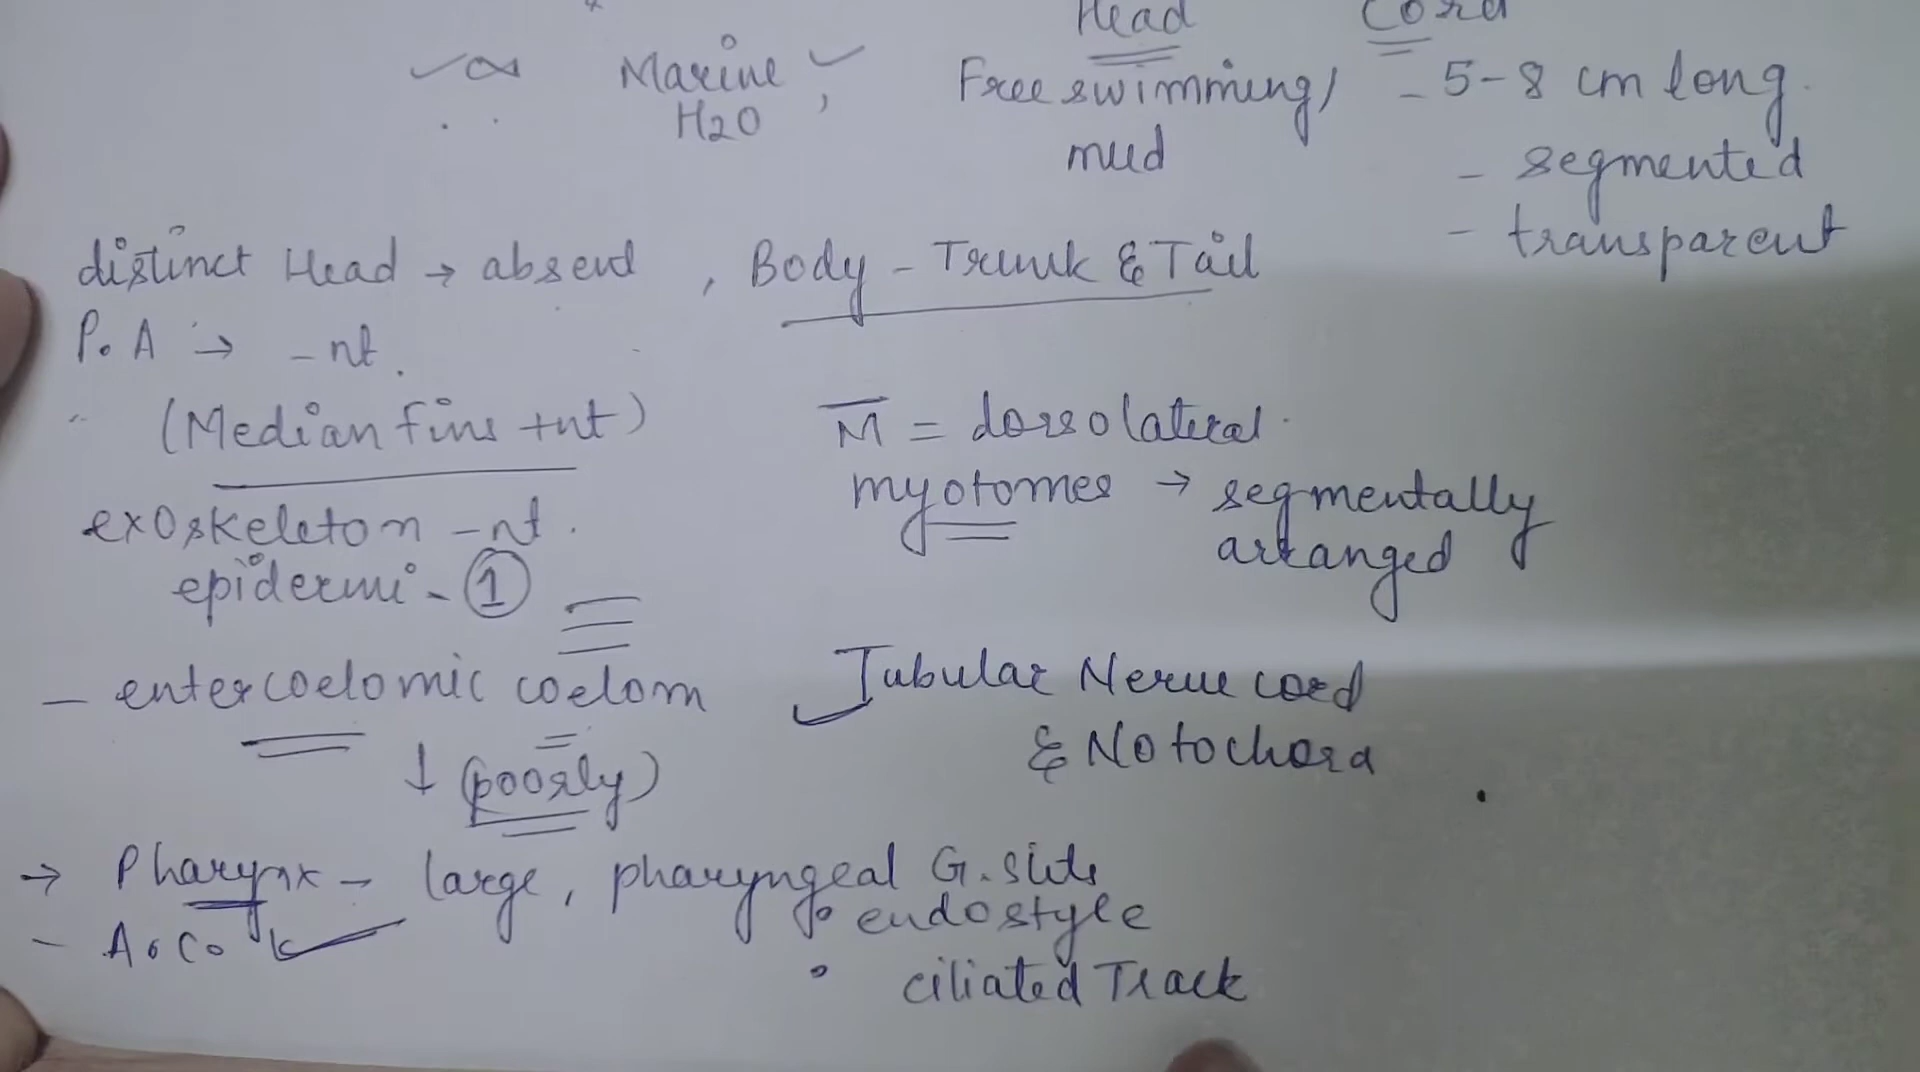 Head Cord
Marine, Free swimming/ - 5-8 cm long.
H2O mud - segmented
- transparent
distinct Head → absent, Body - Trunk & Tail
P. A → -nt.
(Median fins +nt) M = dorsolateral
myotomes → segmentally
arranged
exoskeleton -nt.
epidermi - 1
- entercoelomic coelom Tubular Nerve cord
↓ (poorly) & Notochord
→ Pharynx - large, pharyngeal G. slits
• endostyle
- A.C.
• ciliated Track